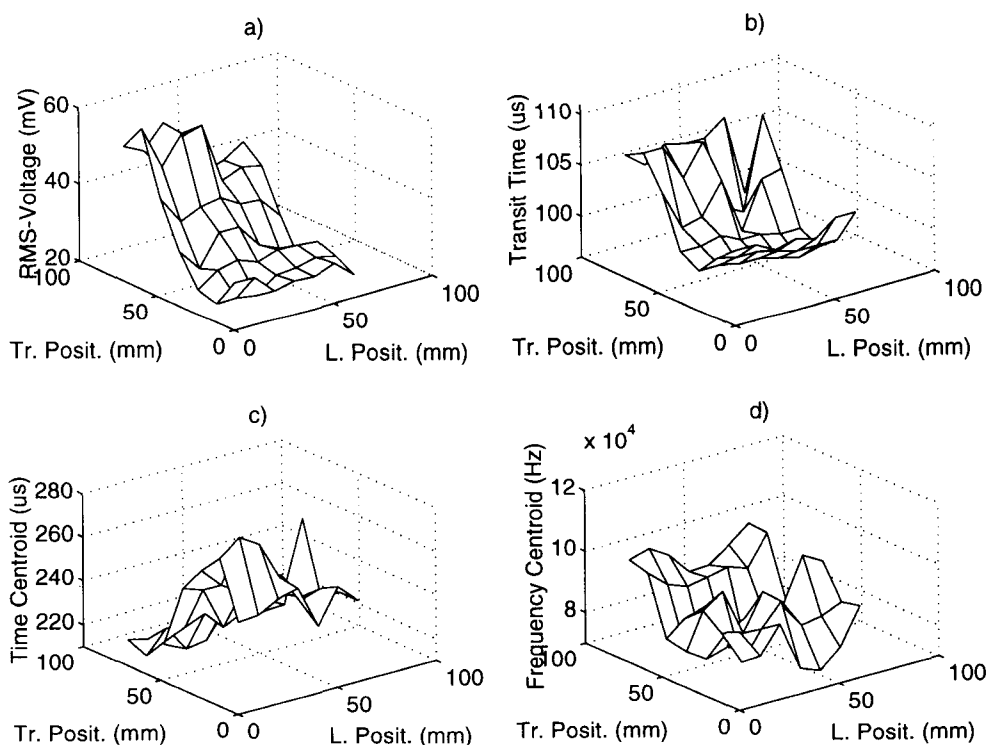 a)
60
40
20
RMS-Voltage (mV)
100
50
0
Tr. Posit. (mm)
0
50
100
L. Posit. (mm)
b)
110
105
100
Transit Time (us)
100
50
0
Tr. Posit. (mm)
0
50
100
L. Posit. (mm)
c)
280
260
240
220
Time Centroid (us)
100
50
0
Tr. Posit. (mm)
0
50
100
L. Posit. (mm)
d)
x 10^4
12
10
8
Frequency Centroid (Hz)
100
50
0
Tr. Posit. (mm)
0
50
100
L. Posit. (mm)